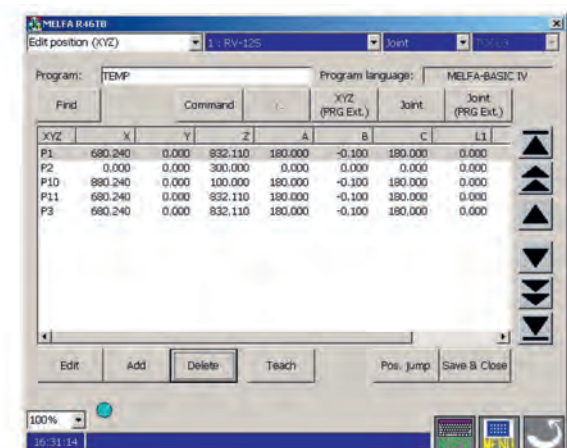 MELFA R46TB
Edit position (XYZ) 1 : RV-12S Joint
Program: TEMP Program language: MELFA-BASIC IV
Find Command XYZ (PRG Ext.) Joint Joint (PRG Ext.)
XYZ X Y Z A B C L1
P1 680.240 0.000 832.110 180.000 -0.100 180.000 0.000
P2 0.000 0.000 300.000 0.000 0.000 0.000 0.000
P10 880.240 0.000 100.000 180.000 -0.100 180.000 0.000
P11 680.240 0.000 832.110 180.000 -0.100 180.000 0.000
P3 680.240 0.000 832.110 180.000 -0.100 180.000 0.000
Edit Add Delete Teach Pos. jump Save & Close
100%
16:31:14 MENU